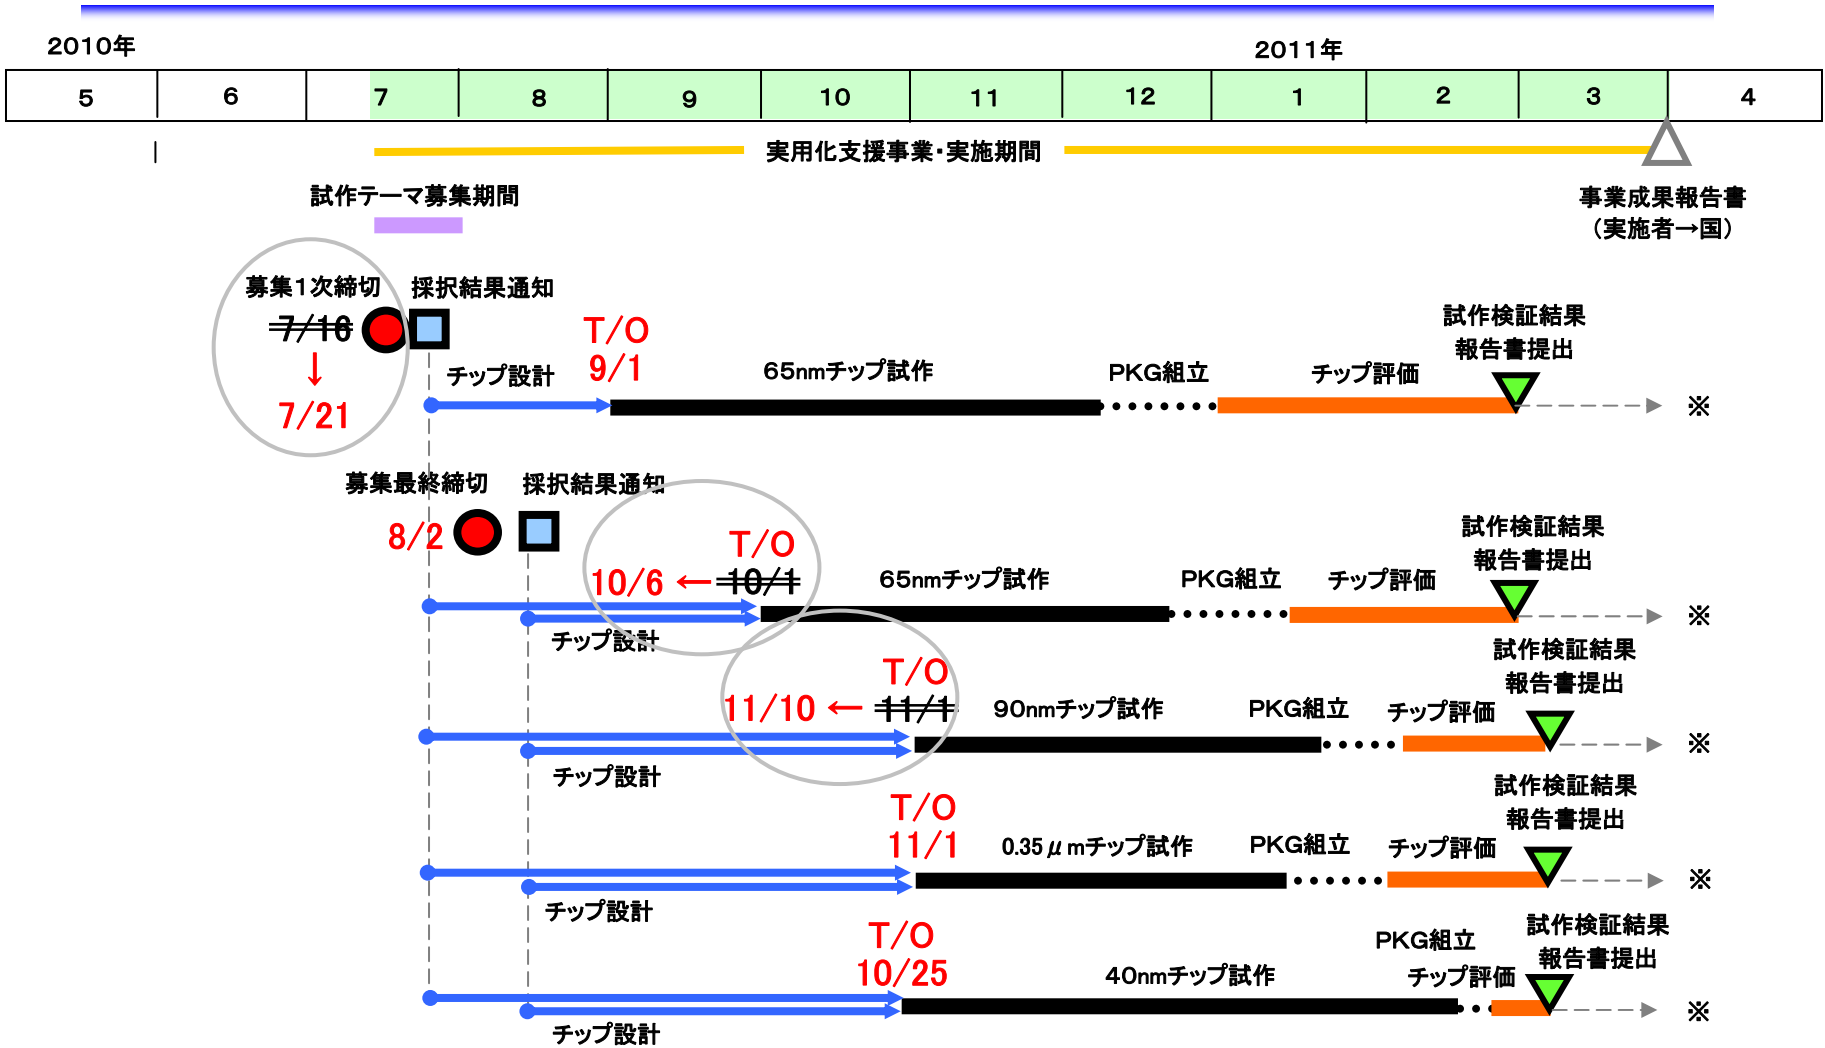 2010年
2011年
5 6 7 8 9 10 11 12 1 2 3 4
実用化支援事業・実施期間
試作テーマ募集期間
事業成果報告書
（実施者→国）
募集1次締切
7/16
↓
7/21
採択結果通知
チップ設計
T/O
9/1
65nmチップ試作
PKG組立
チップ評価
試作検証結果
報告書提出
※
募集最終締切
8/2
採択結果通知
T/O
10/6 ← 10/1
チップ設計
65nmチップ試作
PKG組立
チップ評価
試作検証結果
報告書提出
※
T/O
11/10 ← 11/1
チップ設計
90nmチップ試作
PKG組立
チップ評価
試作検証結果
報告書提出
※
T/O
11/1
チップ設計
0.35μmチップ試作
PKG組立
チップ評価
試作検証結果
報告書提出
※
T/O
10/25
チップ設計
40nmチップ試作
PKG組立
チップ評価
試作検証結果
報告書提出
※